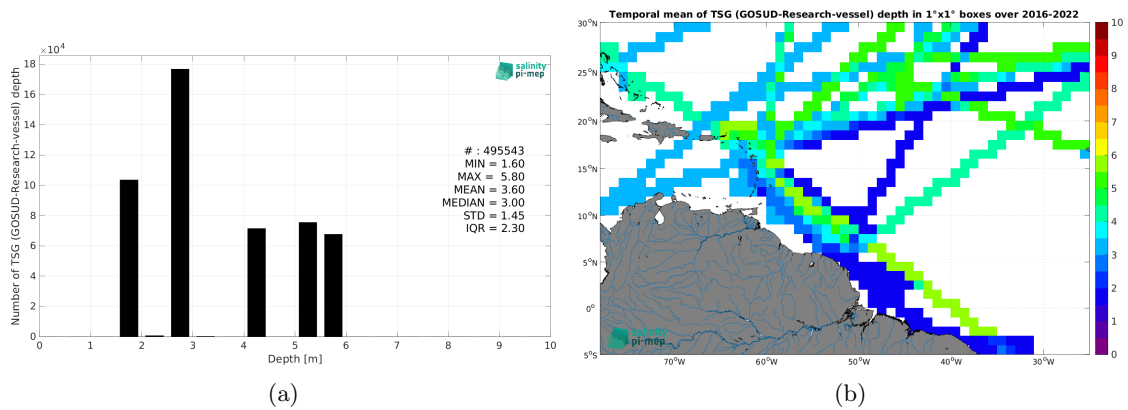 ×10⁴
18
16
14
12
10
8
6
4
2
0
Number of TSG (GOSUD-Research-vessel) depth
salinity
pi-mep
# : 495543
MIN = 1.60
MAX = 5.80
MEAN = 3.60
MEDIAN = 3.00
STD = 1.45
IQR = 2.30
0 1 2 3 4 5 6 7 8 9 10
Depth [m]
(a)
Temporal mean of TSG (GOSUD-Research-vessel) depth in 1°x1° boxes over 2016-2022
30°N
25°N
20°N
15°N
10°N
5°N
0°
5°S
salinity
pi-mep
70°W 60°W 50°W 40°W 30°W
10
9
8
7
6
5
4
3
2
1
0
(b)